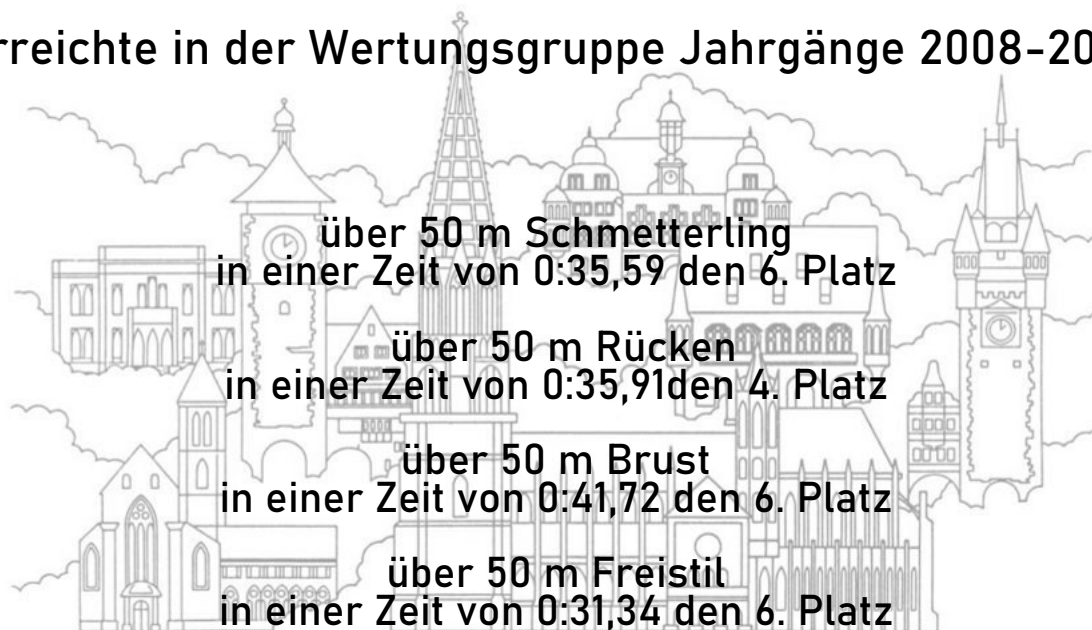 rreichte in der Wertungsgruppe Jahrgänge 2008-20
über 50 m Schmetterling
in einer Zeit von 0:35,59 den 6. Platz
über 50 m Rücken
in einer Zeit von 0:35,91den 4. Platz
über 50 m Brust
in einer Zeit von 0:41,72 den 6. Platz
über 50 m Freistil
in einer Zeit von 0:31,34 den 6. Platz